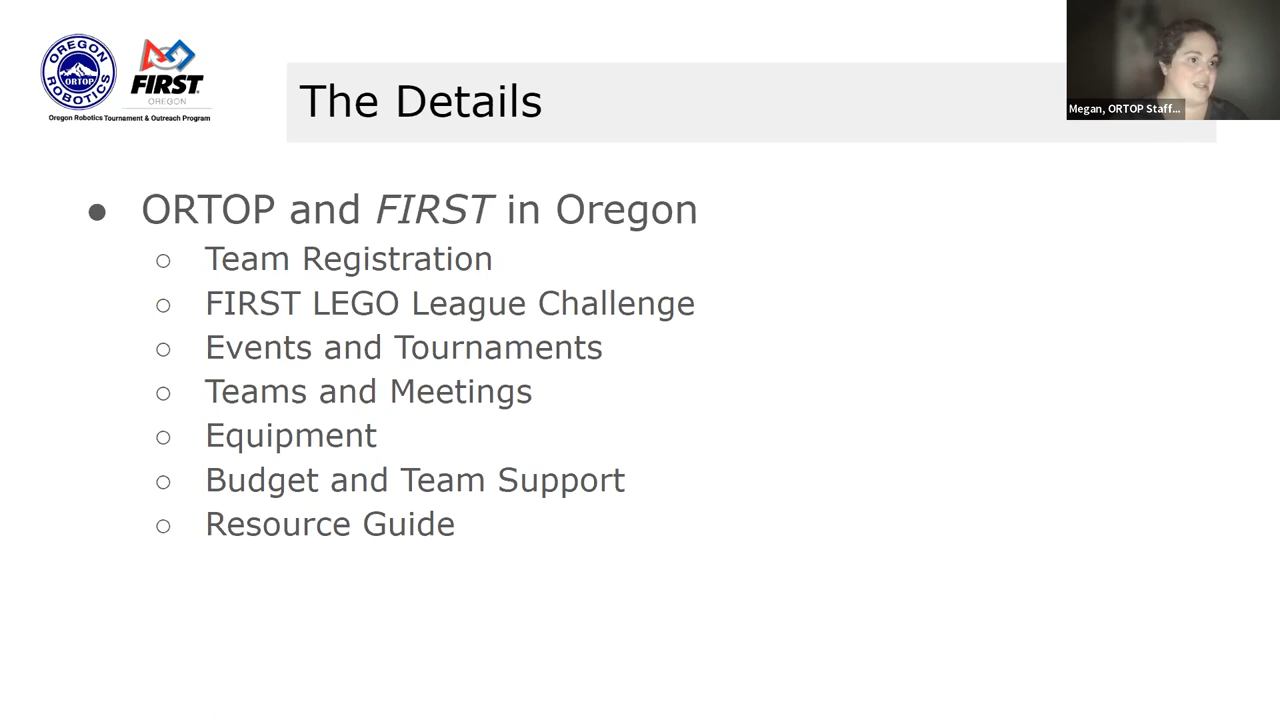 OREGON
ROBOTICS
ORTOP
FIRST
OREGON
Oregon Robotics Tournament & Outreach Program
The Details
Megan, ORTOP Staff...
● ORTOP and FIRST in Oregon
○ Team Registration
○ FIRST LEGO League Challenge
○ Events and Tournaments
○ Teams and Meetings
○ Equipment
○ Budget and Team Support
○ Resource Guide